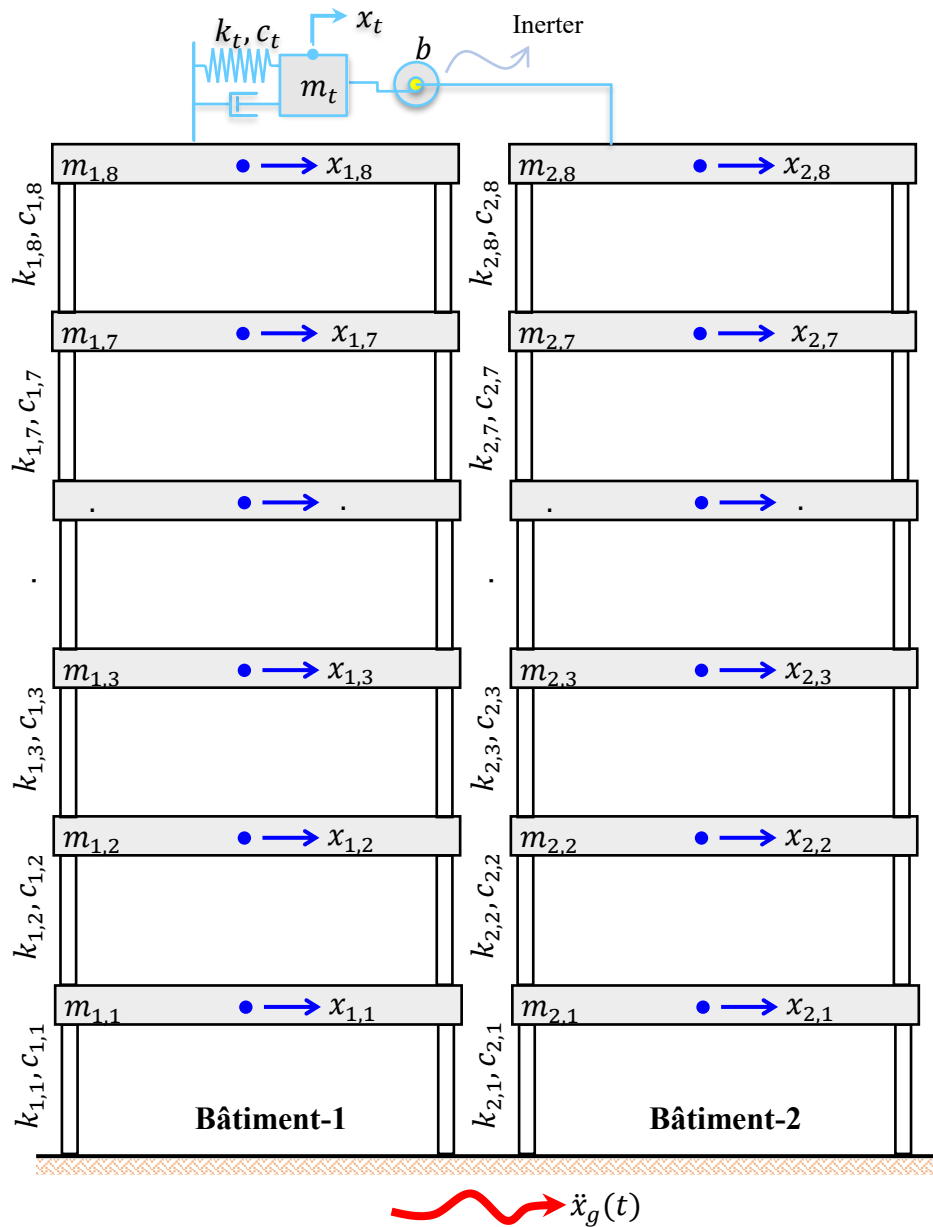 x_t
k_t, c_t
Inerter
b
m_t
m_{1,8} x_{1,8}
m_{2,8} x_{2,8}
k_{1,8}, c_{1,8}
k_{2,8}, c_{2,8}
m_{1,7} x_{1,7}
m_{2,7} x_{2,7}
k_{1,7}, c_{1,7}
k_{2,7}, c_{2,7}
. .
. .
.
.
m_{1,3} x_{1,3}
m_{2,3} x_{2,3}
k_{1,3}, c_{1,3}
k_{2,3}, c_{2,3}
m_{1,2} x_{1,2}
m_{2,2} x_{2,2}
k_{1,2}, c_{1,2}
k_{2,2}, c_{2,2}
m_{1,1} x_{1,1}
m_{2,1} x_{2,1}
k_{1,1}, c_{1,1}
k_{2,1}, c_{2,1}
Bâtiment-1
Bâtiment-2
ẍ_g(t)